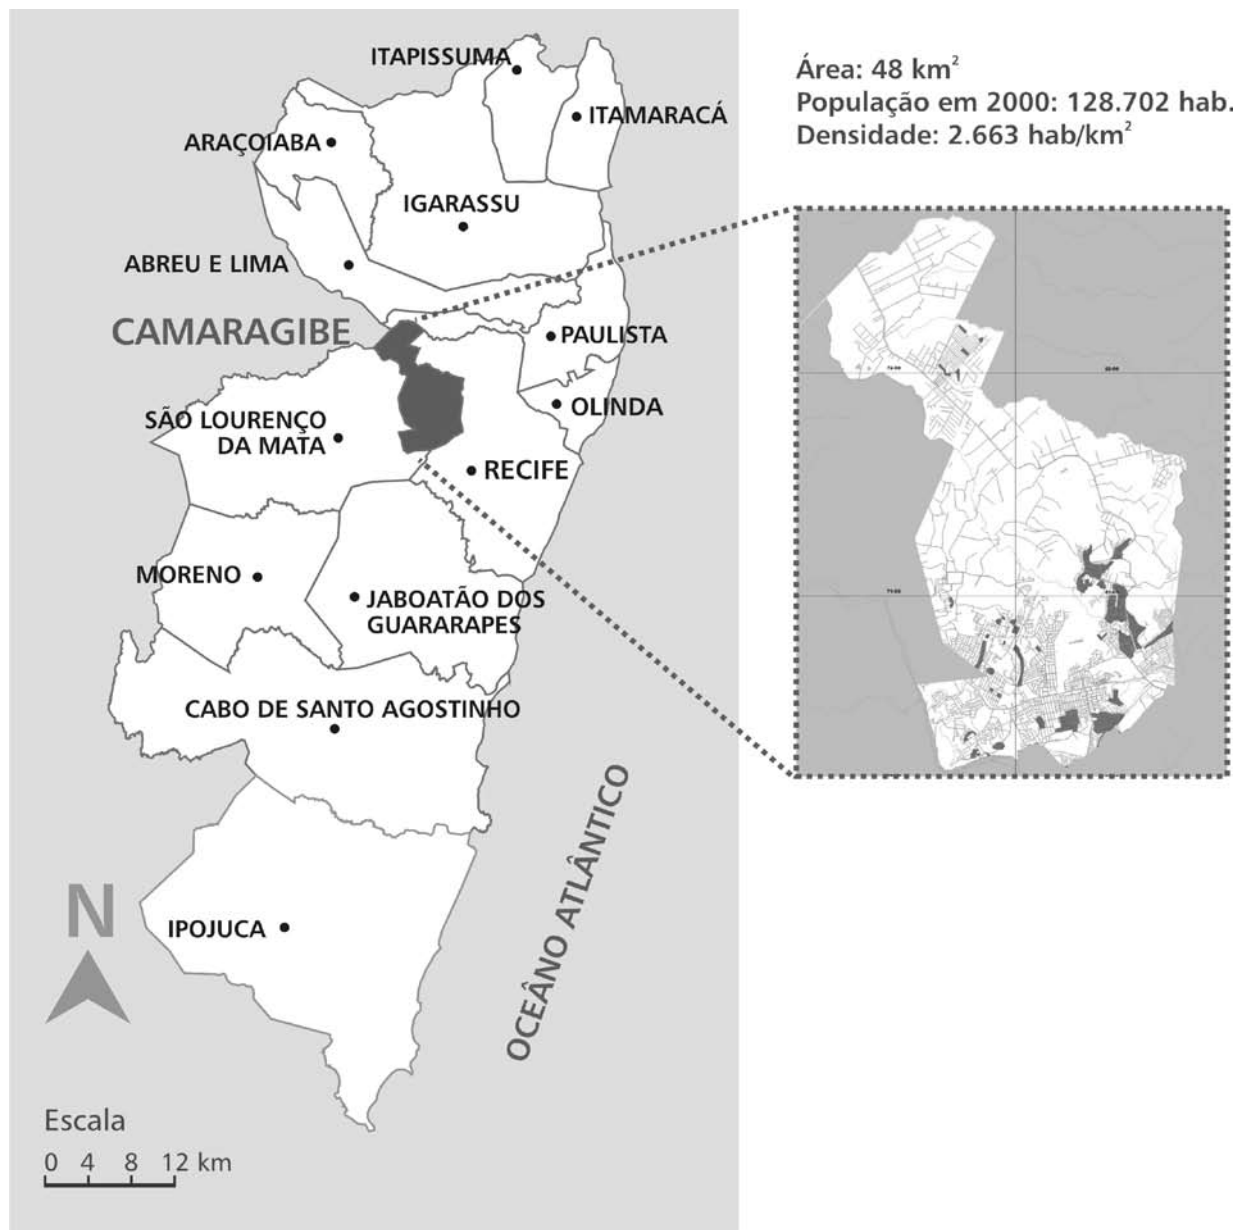 ITAPISSUMA
ITAMARACÁ
ARAÇOIABA
IGARASSU
ABREU E LIMA
CAMARAGIBE
PAULISTA
SÃO LOURENÇO
DA MATA
OLINDA
RECIFE
MORENO
JABOATÃO DOS
GUARARAPES
CABO DE SANTO AGOSTINHO
IPOJUCA
OCEÂNO ATLÂNTICO
N
Escala
0 4 8 12 km
Área: 48 km²
População em 2000: 128.702 hab.
Densidade: 2.663 hab/km²